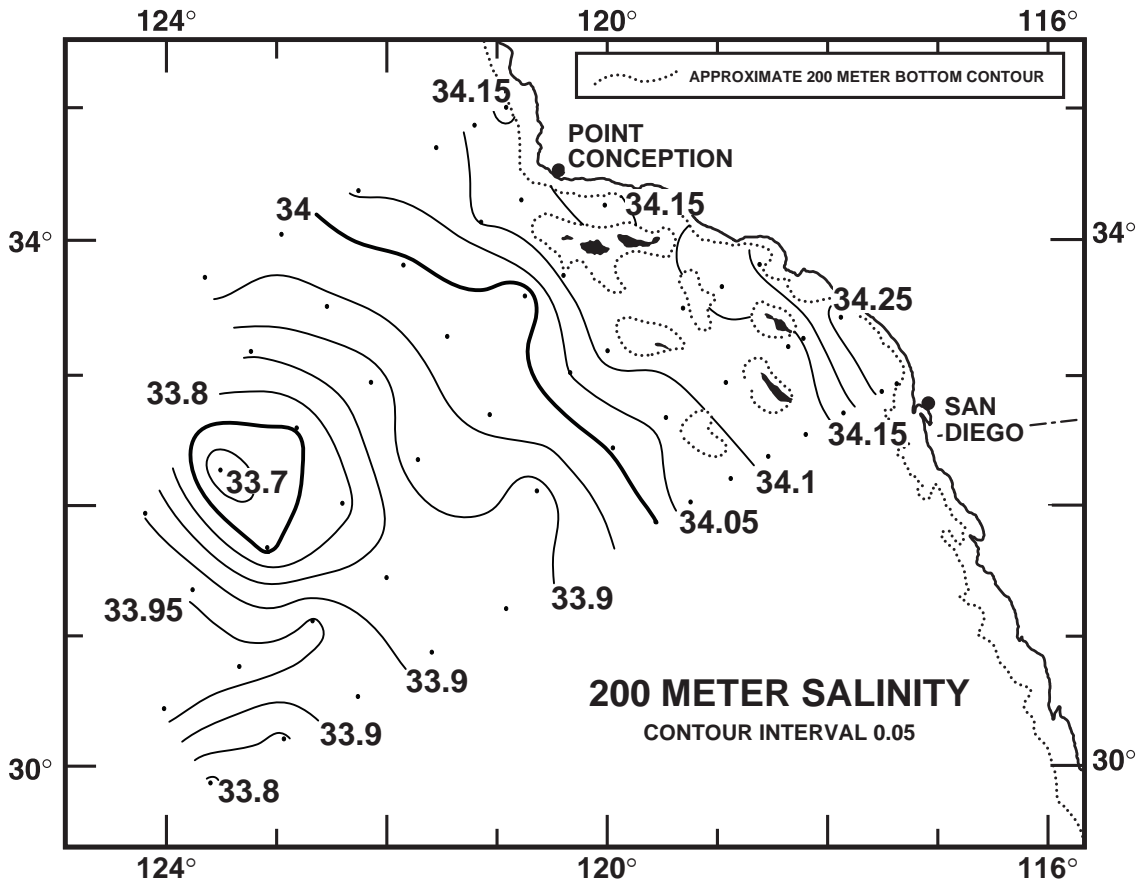 124° 120° 116°
APPROXIMATE 200 METER BOTTOM CONTOUR
34.15
POINT
CONCEPTION
34.15
34
34° 34°
34.25
33.8
SAN
DIEGO
34.15
33.7
34.1
34.05
33.9
33.95
33.9
200 METER SALINITY
CONTOUR INTERVAL 0.05
33.9
30° 30°
33.8
124° 120° 116°